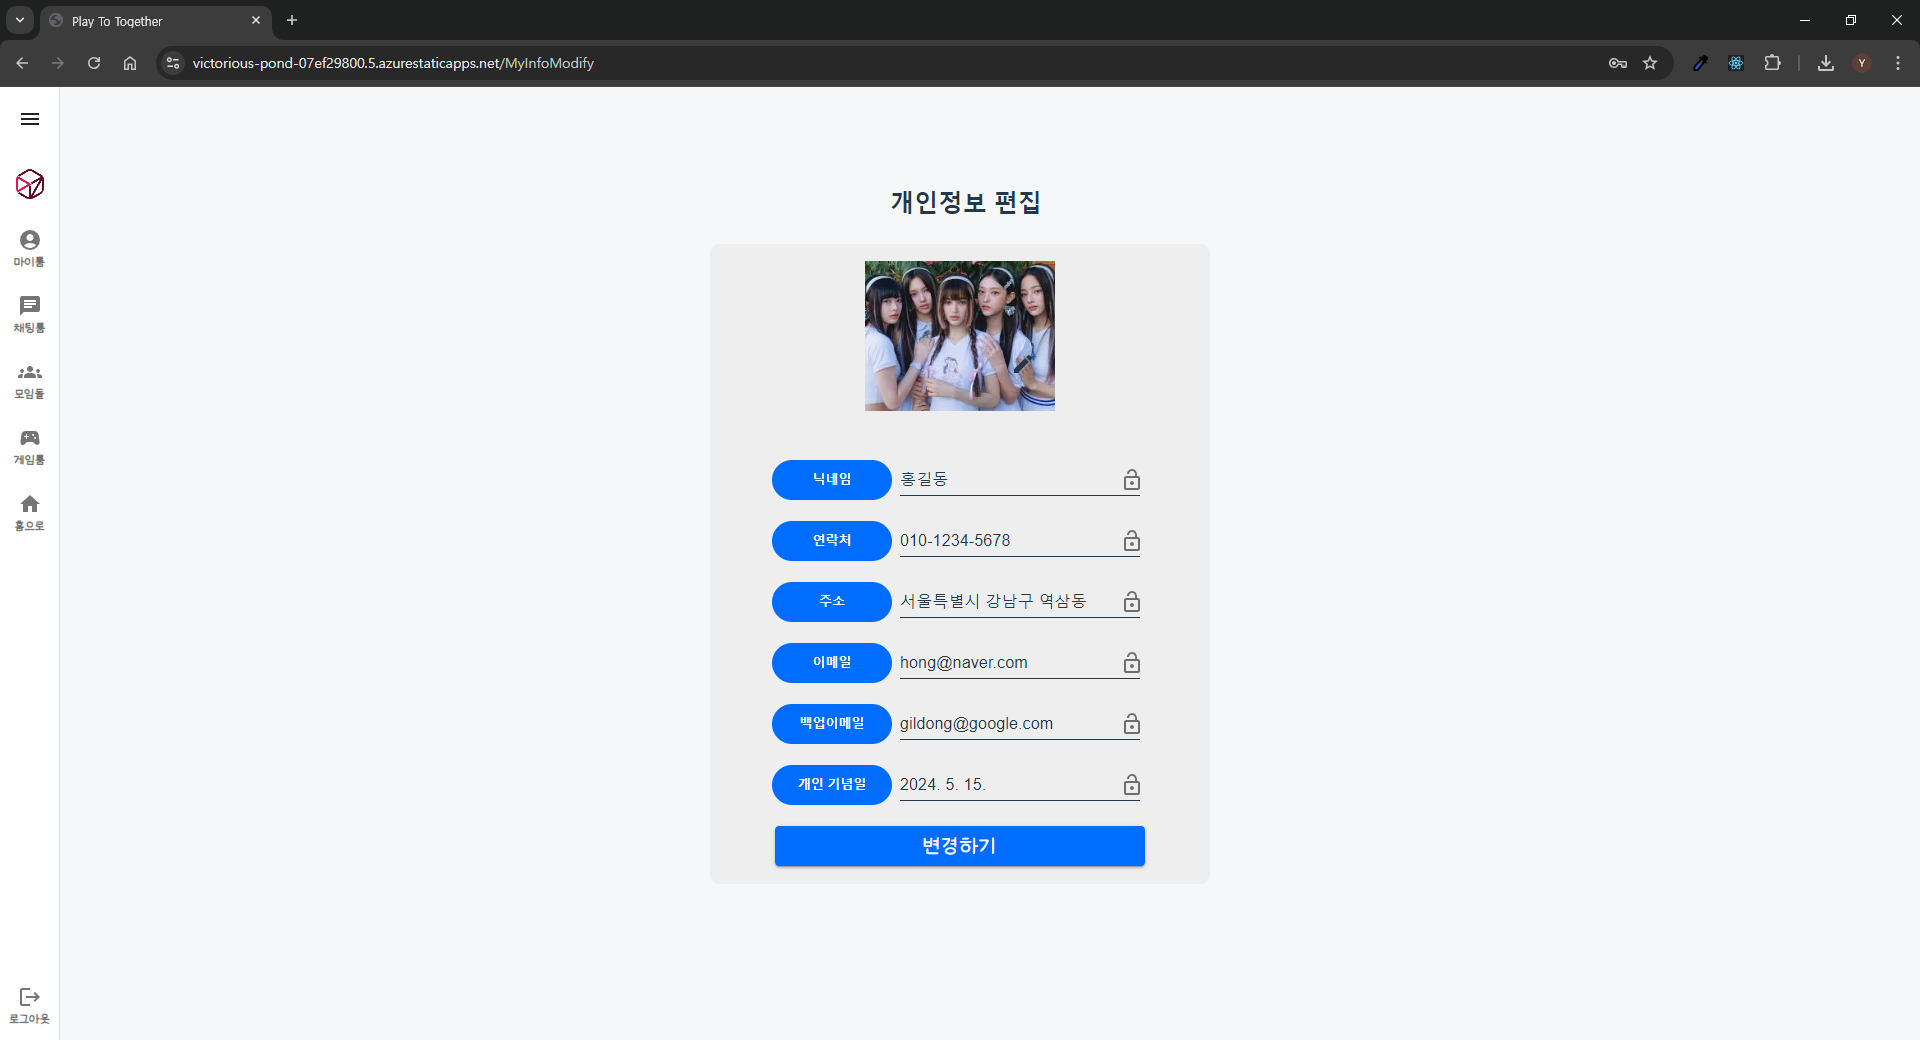 Play To Together
victorious-pond-07ef29800.5.azurestaticapps.net/MyInfoModify
Y
마이룸
채팅룸
모임돌
게임룸
홈으로
로그아웃
개인정보 편집
닉네임 홍길동
연락처 010-1234-5678
주소 서울특별시 강남구 역삼동
이메일 hong@naver.com
백업이메일 gildong@google.com
개인 기념일 2024. 5. 15.
변경하기